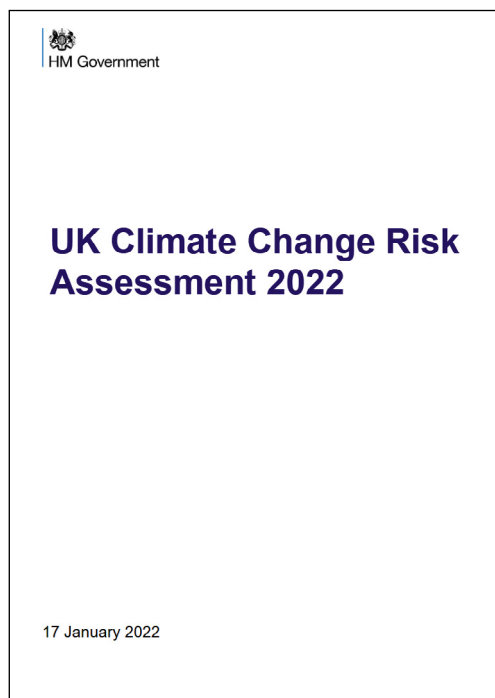 HM Government
UK Climate Change Risk
Assessment 2022
17 January 2022